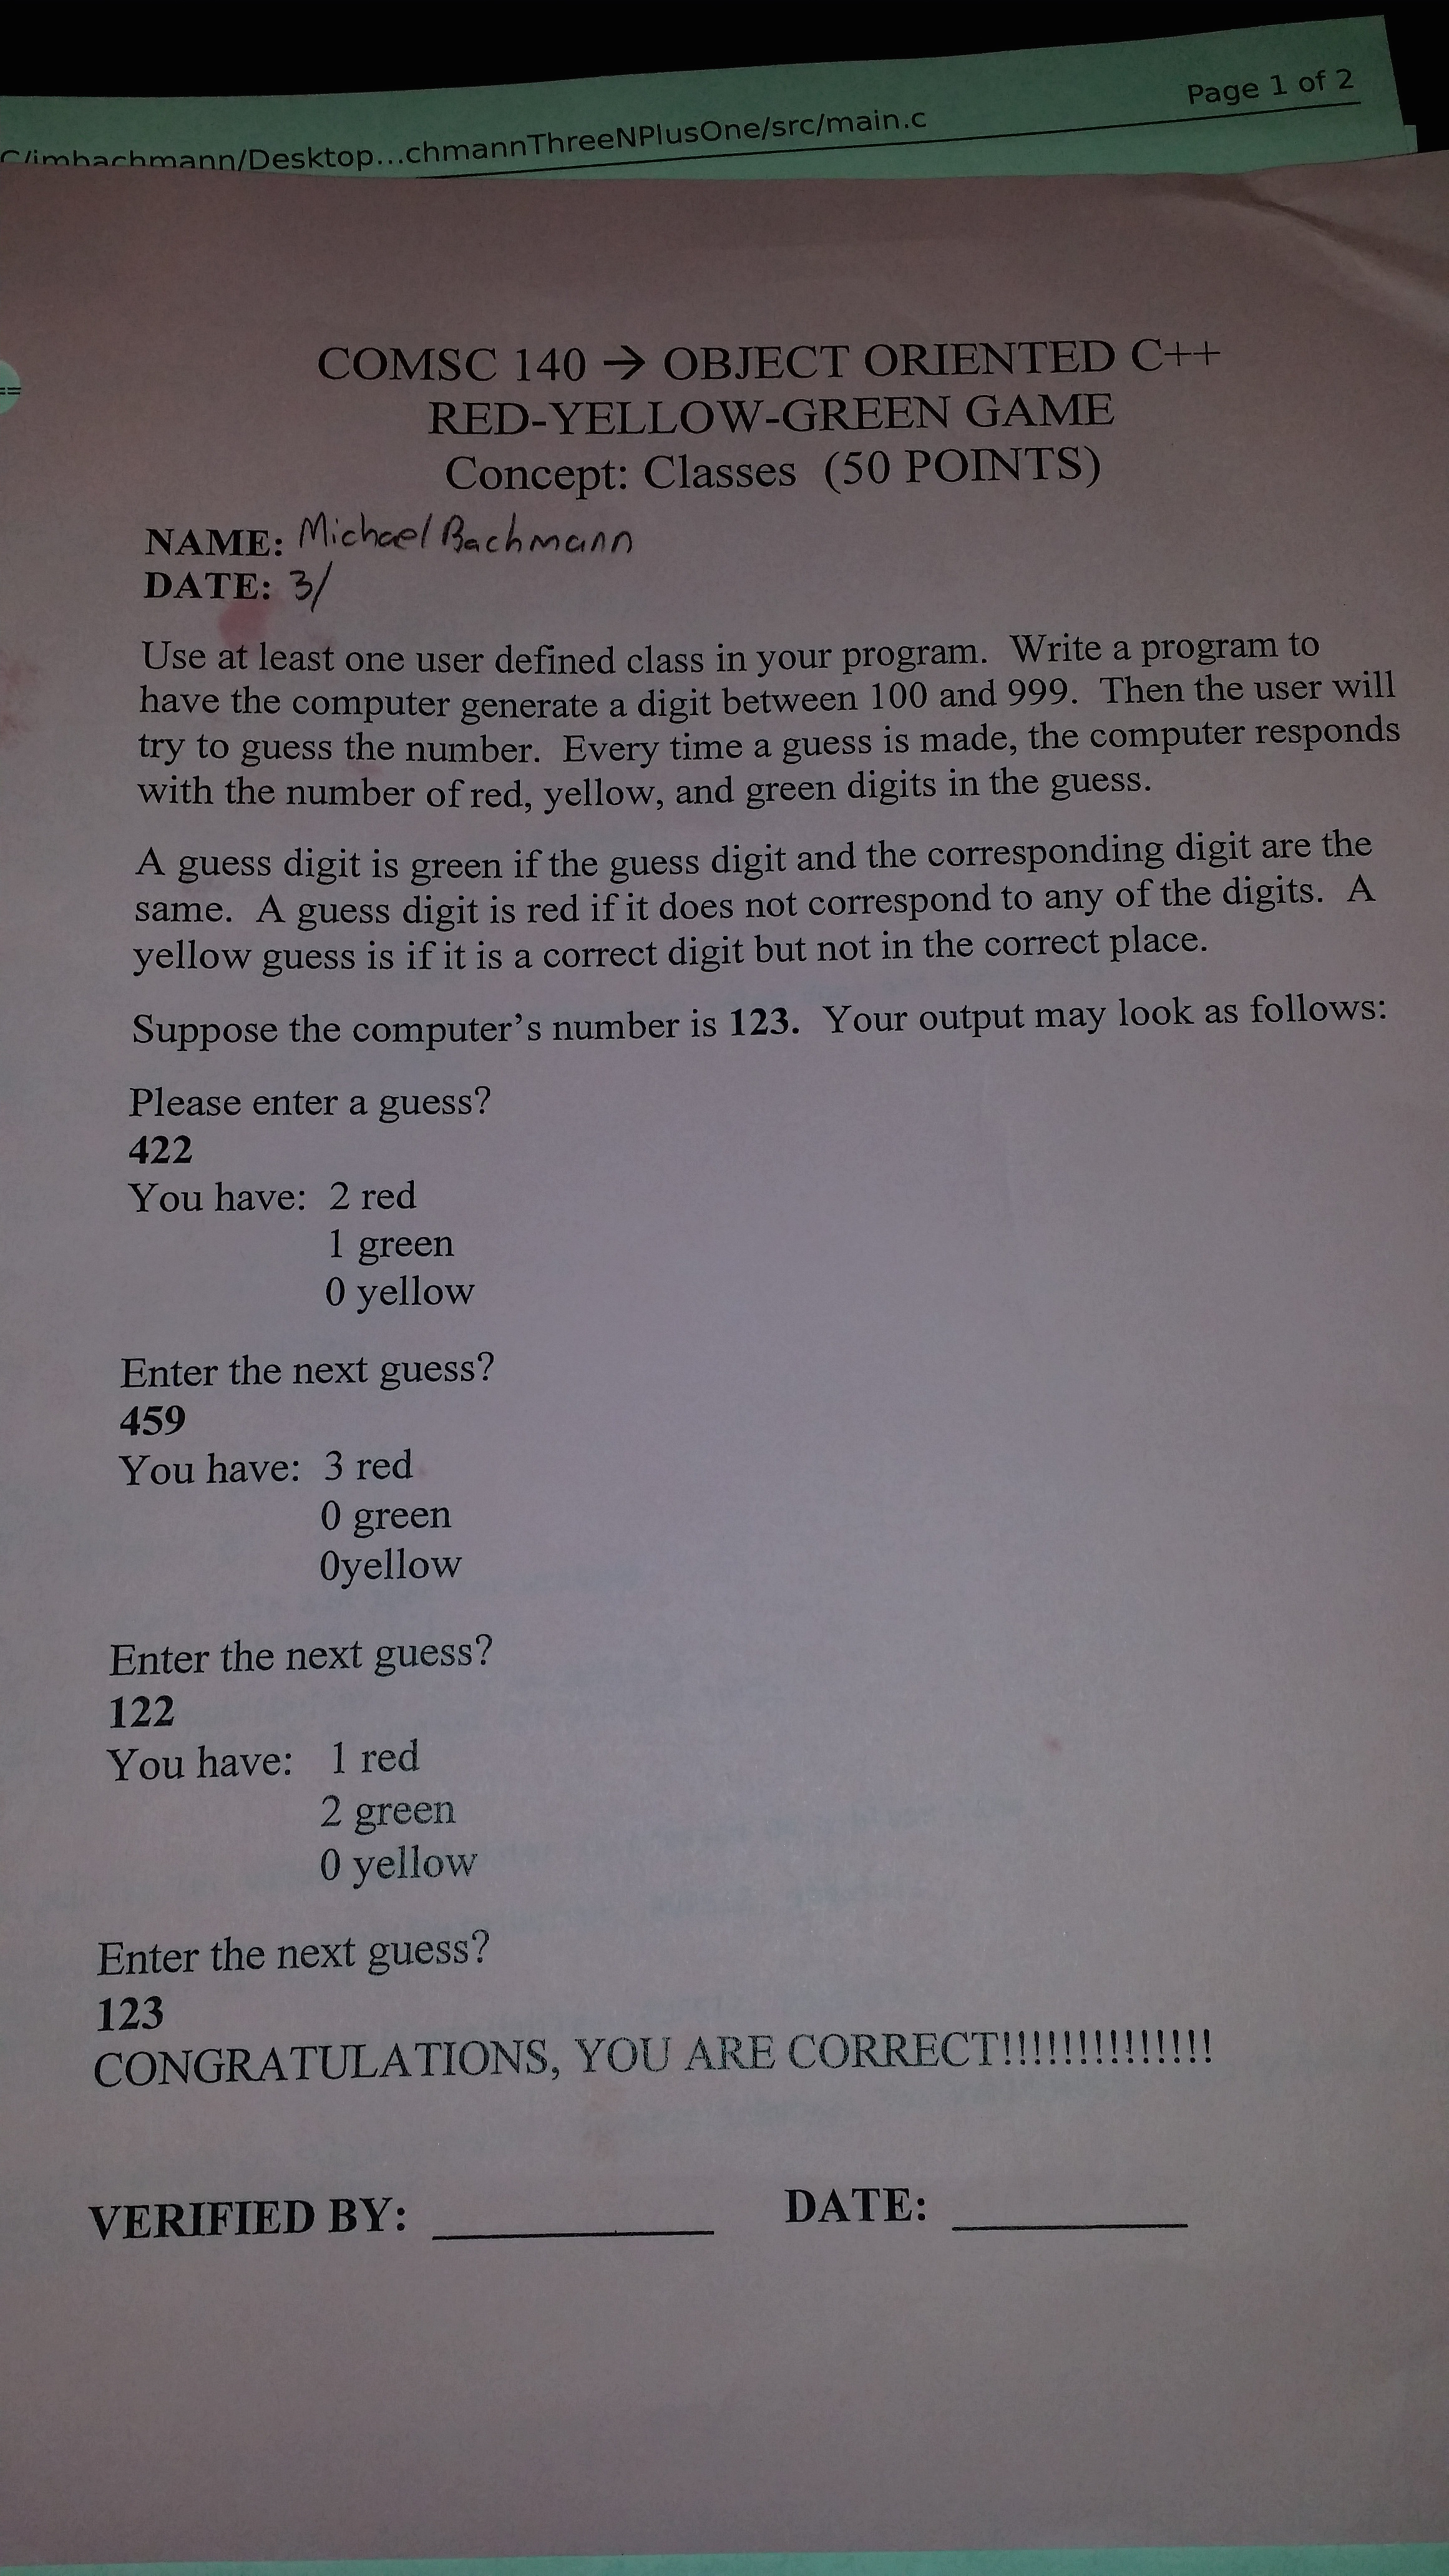 Page 1 of 2
C/imbachmann/Desktop...chmannThreeNPlusOne/src/main.c
==
COMSC 140 → OBJECT ORIENTED C++
RED-YELLOW-GREEN GAME
Concept: Classes (50 POINTS)
NAME: Michael Bachmann
DATE: 3/
Use at least one user defined class in your program. Write a program to
have the computer generate a digit between 100 and 999. Then the user will
try to guess the number. Every time a guess is made, the computer responds
with the number of red, yellow, and green digits in the guess.
A guess digit is green if the guess digit and the corresponding digit are the
same. A guess digit is red if it does not correspond to any of the digits. A
yellow guess is if it is a correct digit but not in the correct place.
Suppose the computer's number is 123. Your output may look as follows:
Please enter a guess?
422
You have: 2 red
1 green
0 yellow
Enter the next guess?
459
You have: 3 red
0 green
0yellow
Enter the next guess?
122
You have: 1 red
2 green
0 yellow
Enter the next guess?
123
CONGRATULATIONS, YOU ARE CORRECT!!!!!!!!!!!!!!
VERIFIED BY: ____________ DATE: __________